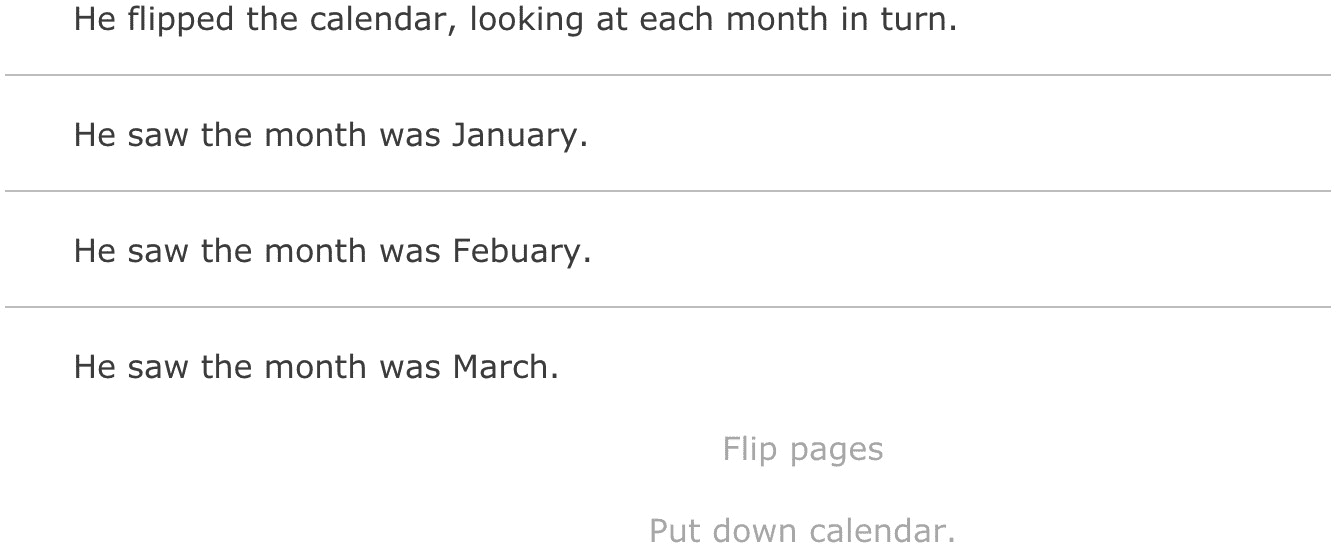 He flipped the calendar, looking at each month in turn.
He saw the month was January.
He saw the month was Febuary.
He saw the month was March.
Flip pages
Put down calendar.